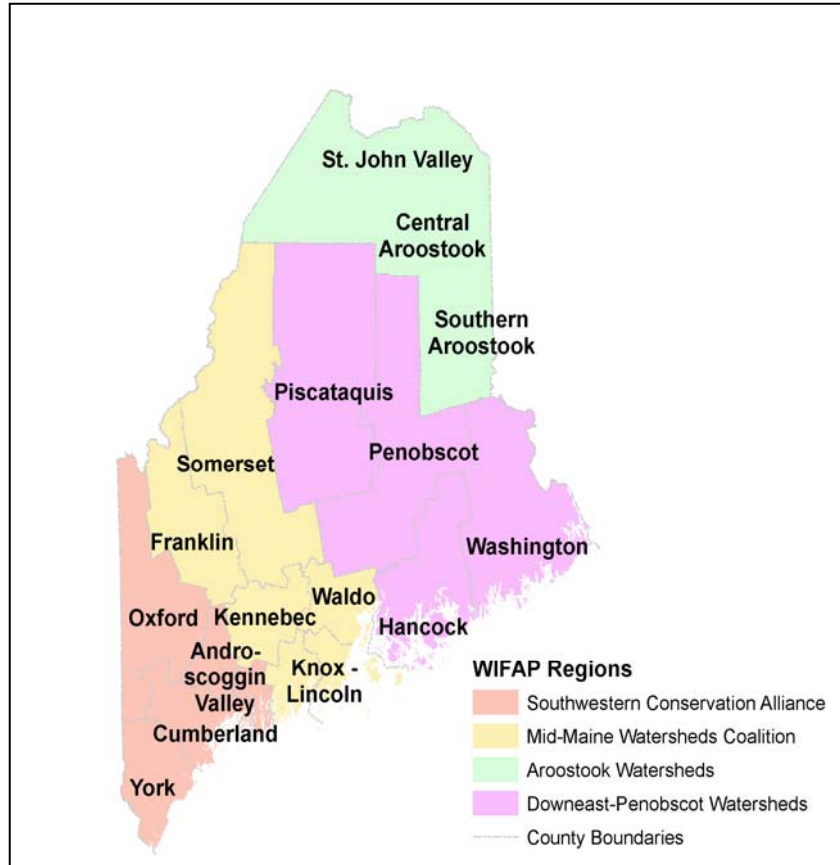 St. John Valley
Central
Aroostook
Southern
Aroostook
Piscataquis
Penobscot
Somerset
Washington
Franklin
Waldo
Oxford
Kennebec
Hancock
Andro-
scoggin
Valley
Knox -
Lincoln
Cumberland
York
WIFAP Regions
Southwestern Conservation Alliance
Mid-Maine Watersheds Coalition
Aroostook Watersheds
Downeast-Penobscot Watersheds
County Boundaries